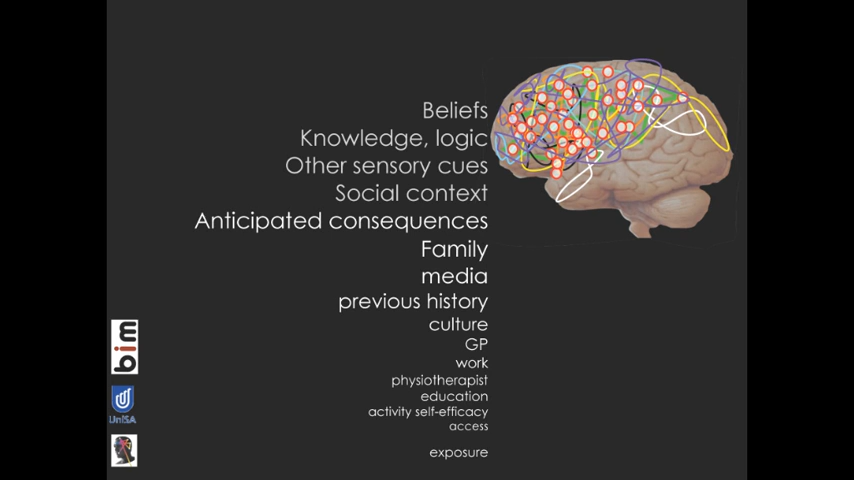 Beliefs
Knowledge, logic
Other sensory cues
Social context
Anticipated consequences
Family
media
previous history
culture
GP
work
physiotherapist
education
activity self-efficacy
access
exposure
bim
UniSA